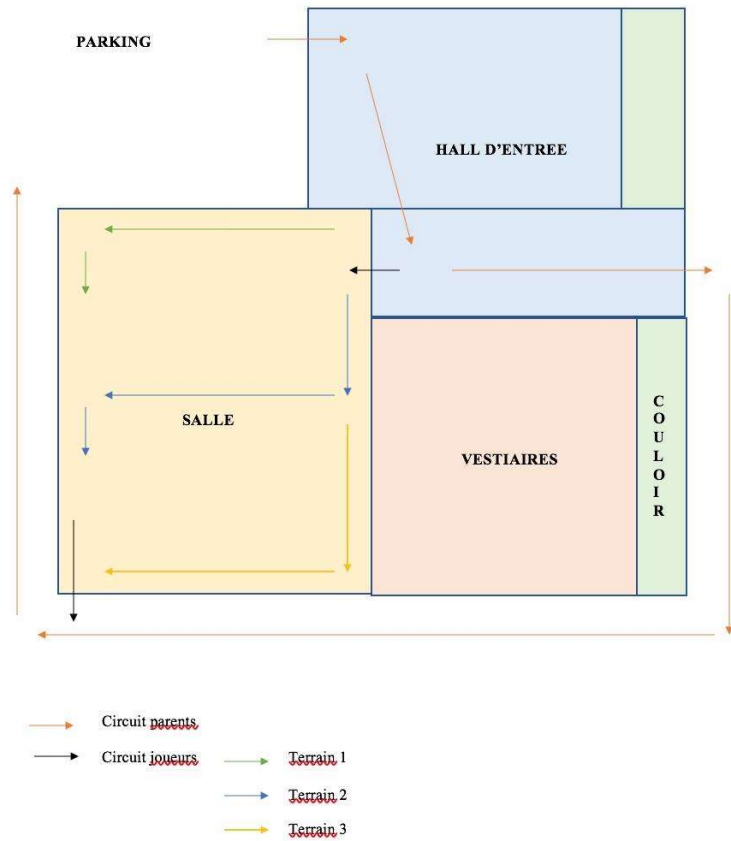 PARKING
HALL D'ENTREE
SALLE
VESTIAIRES
COULOIR
Circuit parents
Circuit joueurs
Terrain 1
Terrain 2
Terrain 3